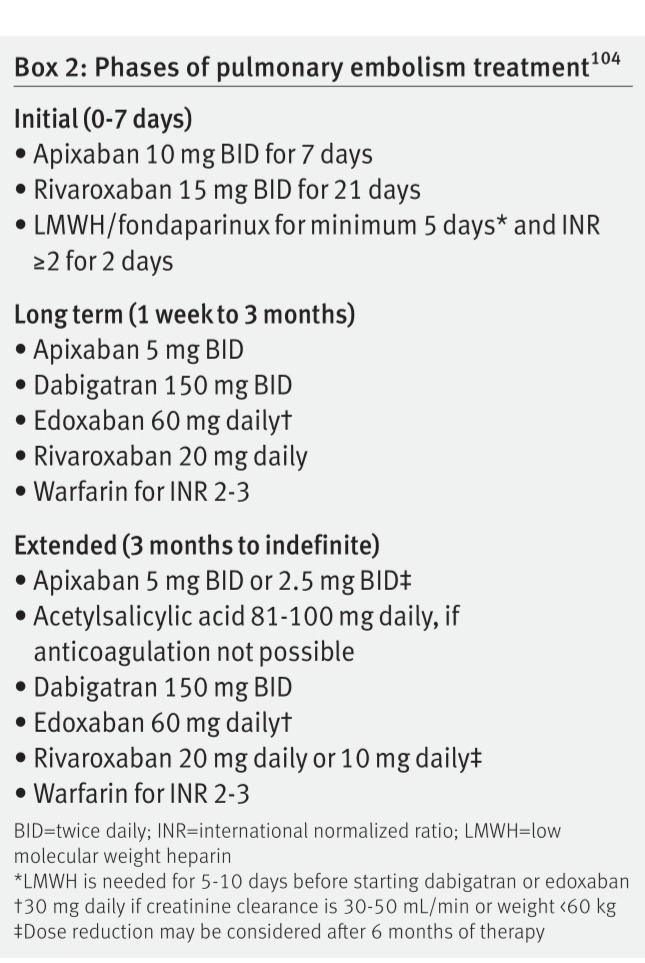 Box 2: Phases of pulmonary embolism treatment104
Initial (0-7 days)
• Apixaban 10 mg BID for 7 days
• Rivaroxaban 15 mg BID for 21 days
• LMWH/fondaparinux for minimum 5 days* and INR
≥2 for 2 days
Long term (1 week to 3 months)
• Apixaban 5 mg BID
• Dabigatran 150 mg BID
• Edoxaban 60 mg daily†
• Rivaroxaban 20 mg daily
• Warfarin for INR 2-3
Extended (3 months to indefinite)
• Apixaban 5 mg BID or 2.5 mg BID‡
• Acetylsalicylic acid 81-100 mg daily, if
anticoagulation not possible
• Dabigatran 150 mg BID
• Edoxaban 60 mg daily†
• Rivaroxaban 20 mg daily or 10 mg daily‡
• Warfarin for INR 2-3
BID=twice daily; INR=international normalized ratio; LMWH=low
molecular weight heparin
*LMWH is needed for 5-10 days before starting dabigatran or edoxaban
†30 mg daily if creatinine clearance is 30-50 mL/min or weight <60 kg
‡Dose reduction may be considered after 6 months of therapy